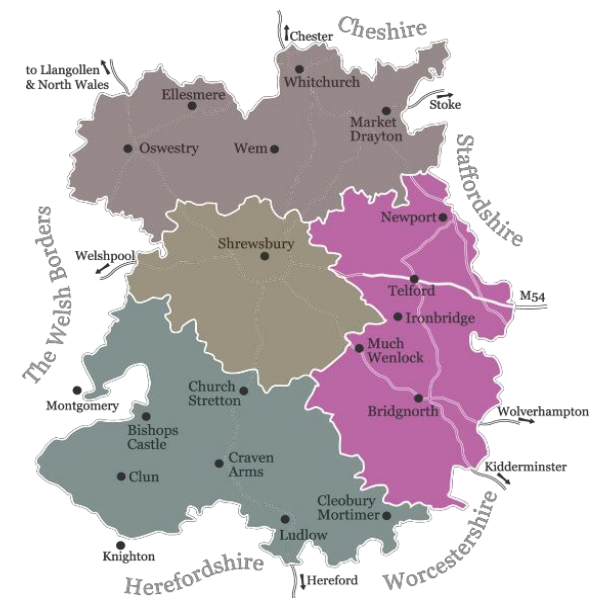 Cheshire
Chester
to Llangollen
& North Wales
Whitchurch
Ellesmere
Stoke
Market
Drayton
Oswestry
Wem
Staffordshire
Newport
The Welsh Borders
Shrewsbury
Welshpool
Telford
M54
Ironbridge
Much
Wenlock
Church
Stretton
Montgomery
Bridgnorth
Wolverhampton
Bishops
Castle
Craven
Arms
Clun
Kidderminster
Cleobury
Mortimer
Ludlow
Knighton
Herefordshire
Hereford
Worcestershire